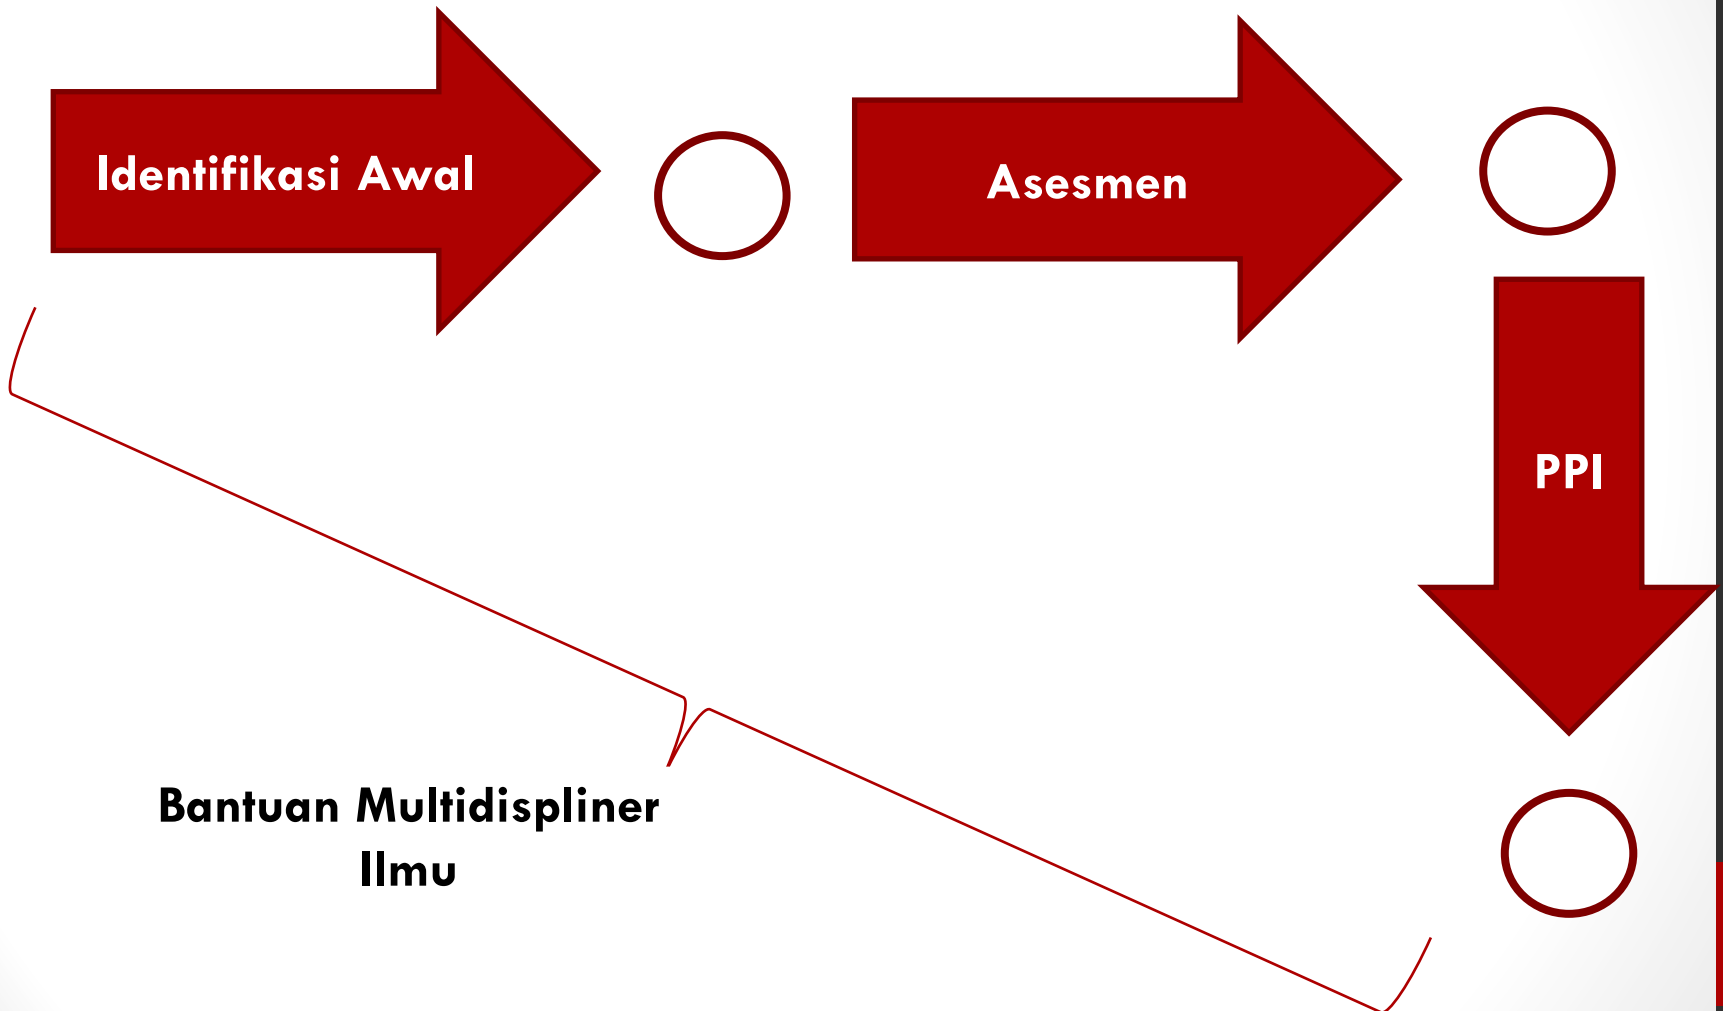 Identifikasi Awal
Asesmen
PPI
Bantuan Multidispliner
Ilmu